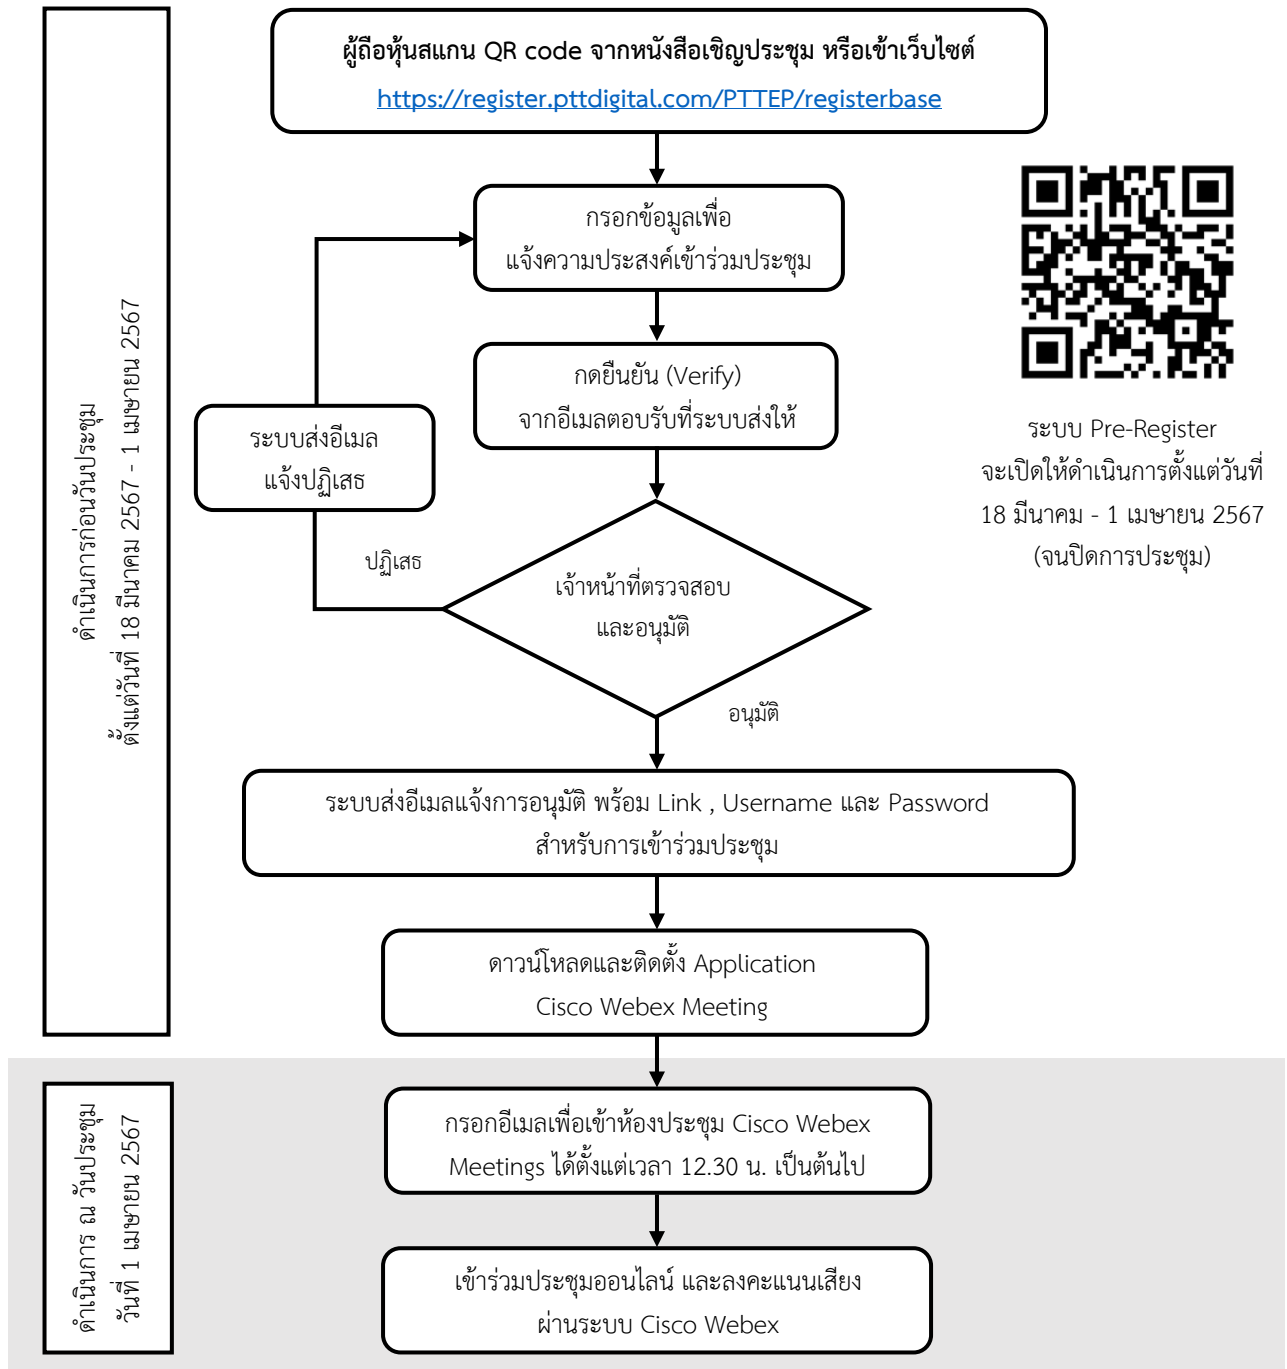 ผู้ถือหุ้นสแกน QR code จากหนังสือเชิญประชุม หรือเข้าเว็บไซต์
https://register.pttdigital.com/PTTEP/registerbase
กรอกข้อมูลเพื่อ
แจ้งความประสงค์เข้าร่วมประชุม
กดยืนยัน (Verify)
จากอีเมลตอบรับที่ระบบส่งให้
ระบบส่งอีเมล
แจ้งปฏิเสธ
ระบบ Pre-Register
จะเปิดให้ดำเนินการตั้งแต่วันที่
18 มีนาคม - 1 เมษายน 2567
(จนปิดการประชุม)
ปฏิเสธ
เจ้าหน้าที่ตรวจสอบ
และอนุมัติ
อนุมัติ
ระบบส่งอีเมลแจ้งการอนุมัติ พร้อม Link , Username และ Password
สำหรับการเข้าร่วมประชุม
ดาวน์โหลดและติดตั้ง Application
Cisco Webex Meeting
ดำเนินการก่อนวันประชุม
ตั้งแต่วันที่ 18 มีนาคม 2567 - 1 เมษายน 2567
กรอกอีเมลเพื่อเข้าห้องประชุม Cisco Webex
Meetings ได้ตั้งแต่เวลา 12.30 น. เป็นต้นไป
เข้าร่วมประชุมออนไลน์ และลงคะแนนเสียง
ผ่านระบบ Cisco Webex
ดำเนินการ ณ วันประชุม
วันที่ 1 เมษายน 2567